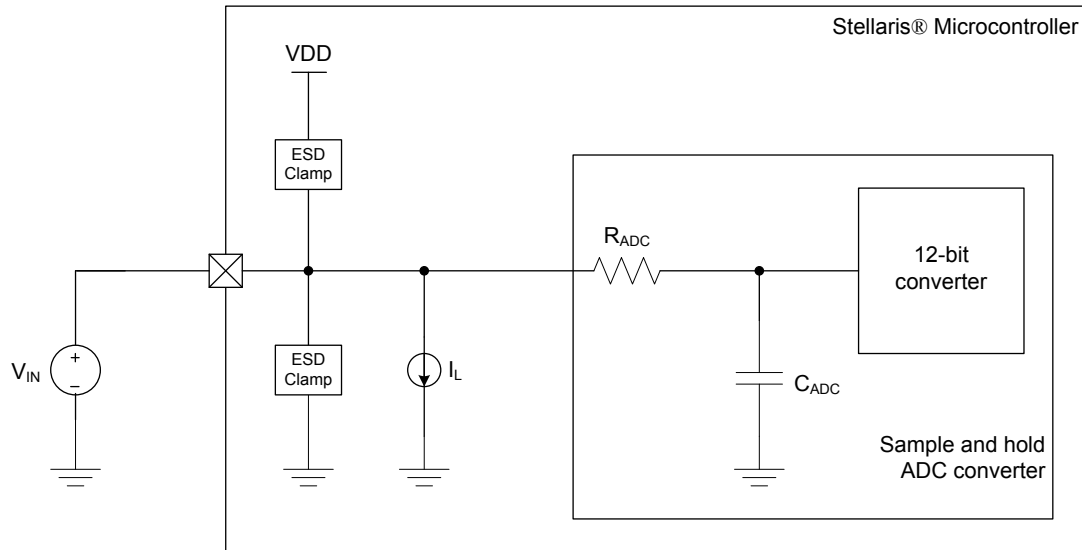 Stellaris® Microcontroller
VDD
ESD
Clamp
RADC
12-bit
converter
VIN
+
−
ESD
Clamp
IL
CADC
Sample and hold
ADC converter